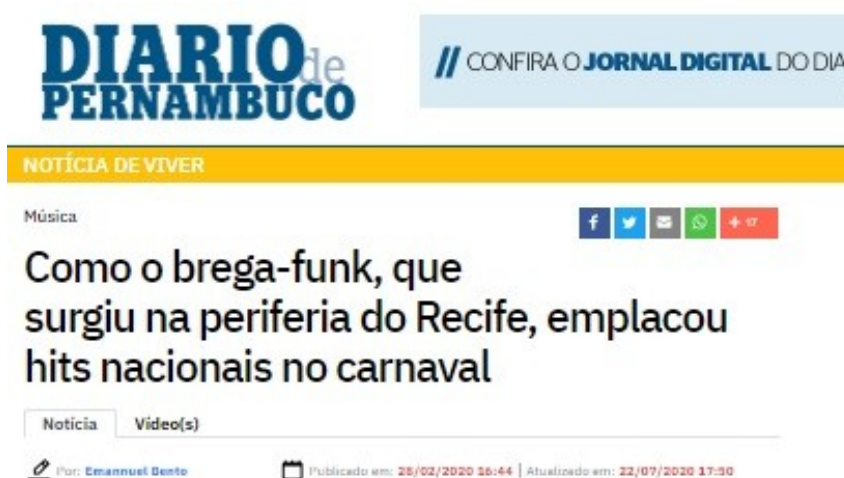 DIARIO de
PERNAMBUCO
// CONFIRA O JORNAL DIGITAL DO DIA
NOTÍCIA DE VIVER
Música
+ 17
Como o brega-funk, que
surgiu na periferia do Recife, emplacou
hits nacionais no carnaval
Notícia Vídeo(s)
Por: Emannuel Bento Publicado em: 28/02/2020 16:44 | Atualizado em: 22/07/2020 17:50